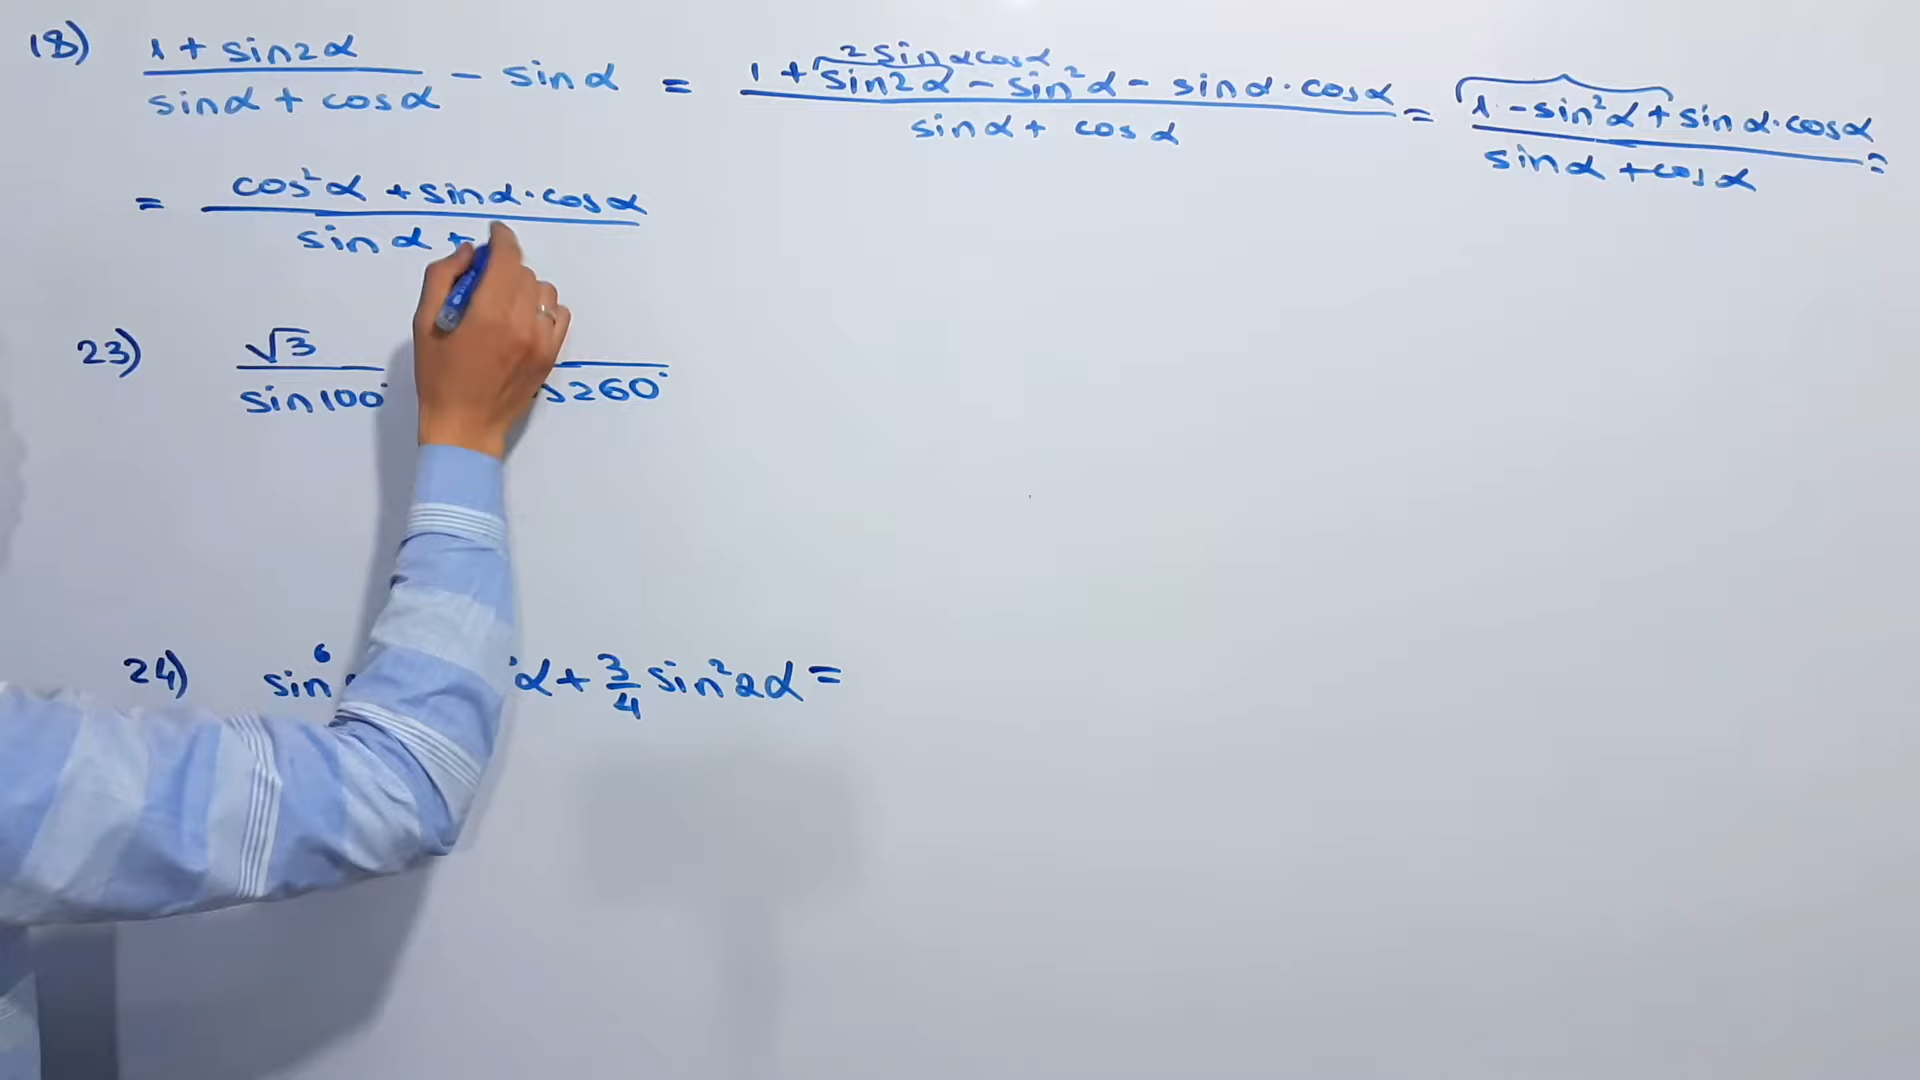 18) (1 + sin2α)/(sinα + cosα) - sinα = (1 + sin2α - sin²α - sinα·cosα)/(sinα + cosα) = (1 - sin²α + sinα·cosα)/(sinα + cosα) =
2sinαcosα
= (cos²α + sinα·cosα)/(sinα +
23) √3/sin100° s260°
24) sin⁶ α + 3/4 sin²2α =